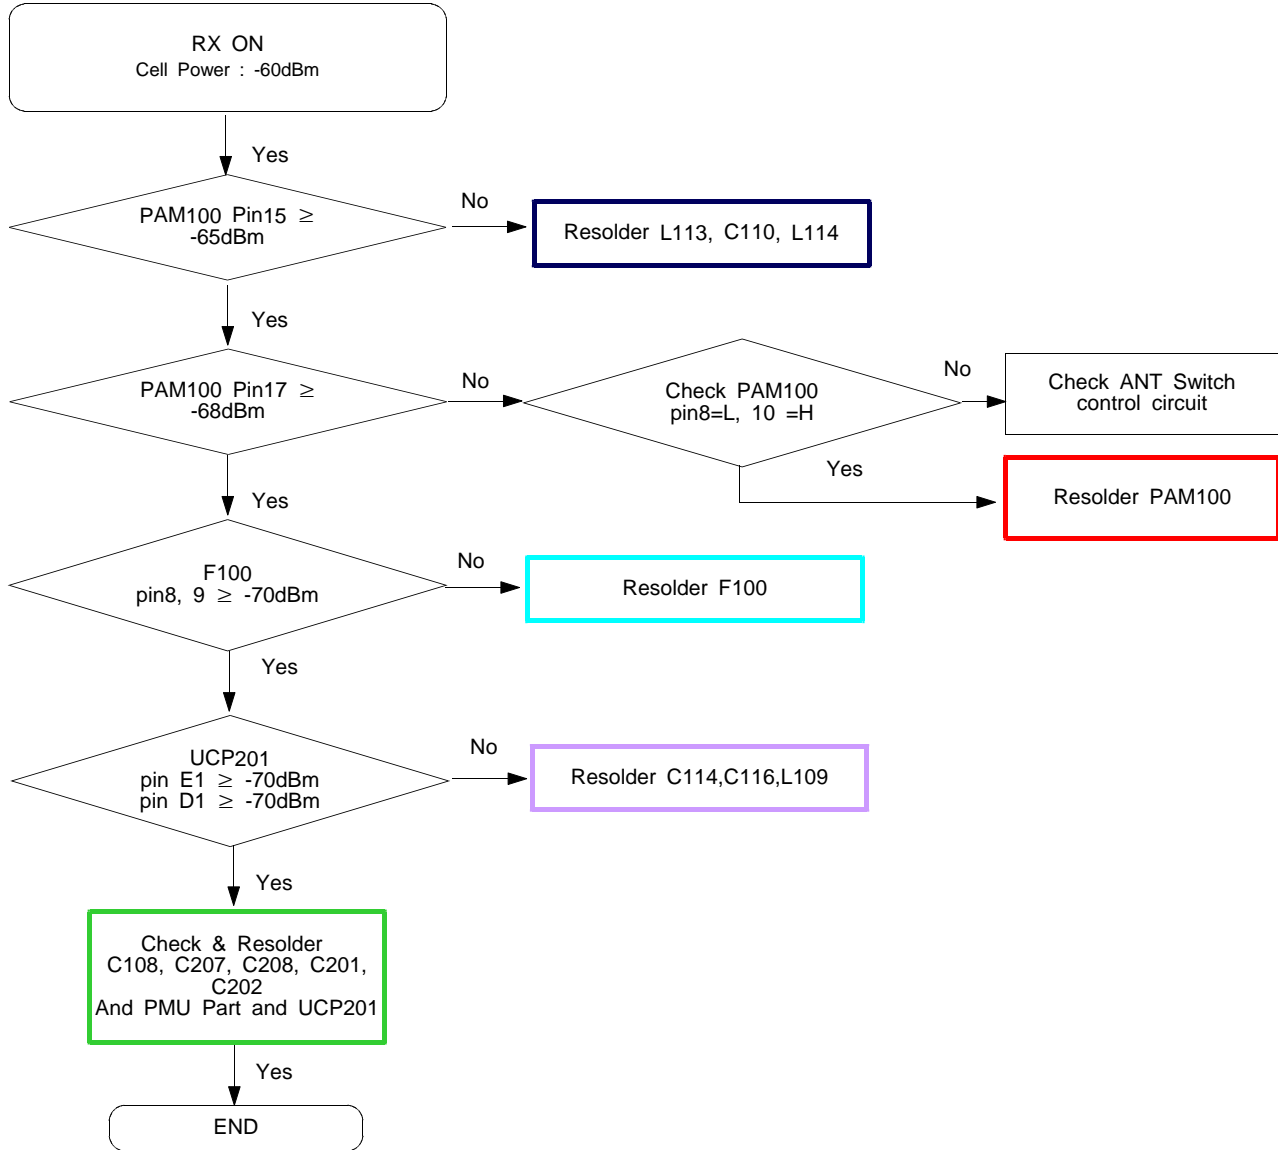 RX ON
Cell Power : -60dBm
Yes
PAM100 Pin15 ≥
-65dBm
No
Resolder L113, C110, L114
Yes
PAM100 Pin17 ≥
-68dBm
No
Check PAM100
pin8=L, 10 =H
No
Check ANT Switch
control circuit
Yes
Resolder PAM100
Yes
F100
pin8, 9 ≥ -70dBm
No
Resolder F100
Yes
UCP201
pin E1 ≥ -70dBm
pin D1 ≥ -70dBm
No
Resolder C114,C116,L109
Yes
Check & Resolder
C108, C207, C208, C201,
C202
And PMU Part and UCP201
Yes
END